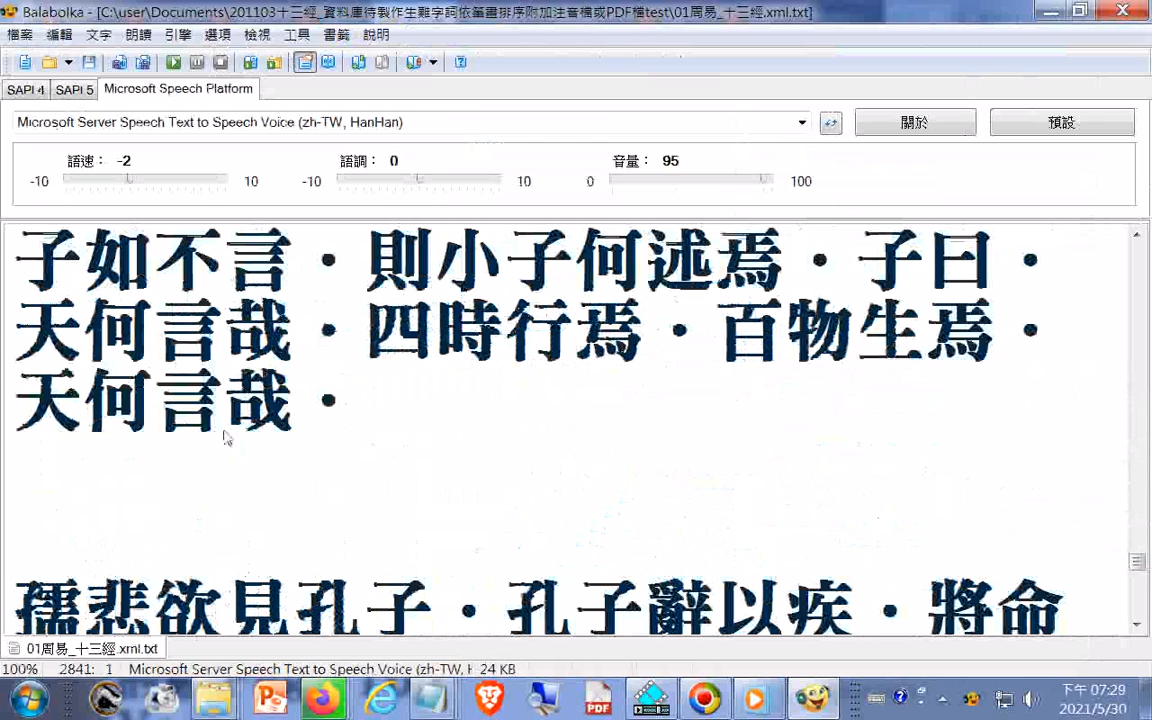 Balabolka - [C:\user\Documents\201103十三經_資料庫待製作生難字詞依筆畫排序附加注音檔或PDF檔test\01周易_十三經.xml.txt]
檔案 編輯 文字 朗讀 引擎 選項 檢視 工具 書籤 說明
SAPI 4 SAPI 5 Microsoft Speech Platform
Microsoft Server Speech Text to Speech Voice (zh-TW, HanHan) 關於 預設
語速： -2 語調： 0 音量： 95
-10 10 -10 10 0 100
子如不言．則小子何述焉．子曰．
天何言哉．四時行焉．百物生焉．
天何言哉．
孺悲欲見孔子．孔子辭以疾．將命
01周易_十三經.xml.txt
100% 2841: 1 Microsoft Server Speech Text to Speech Voice (zh-TW, H 24 KB
PDF
下午 07:29
2021/5/30